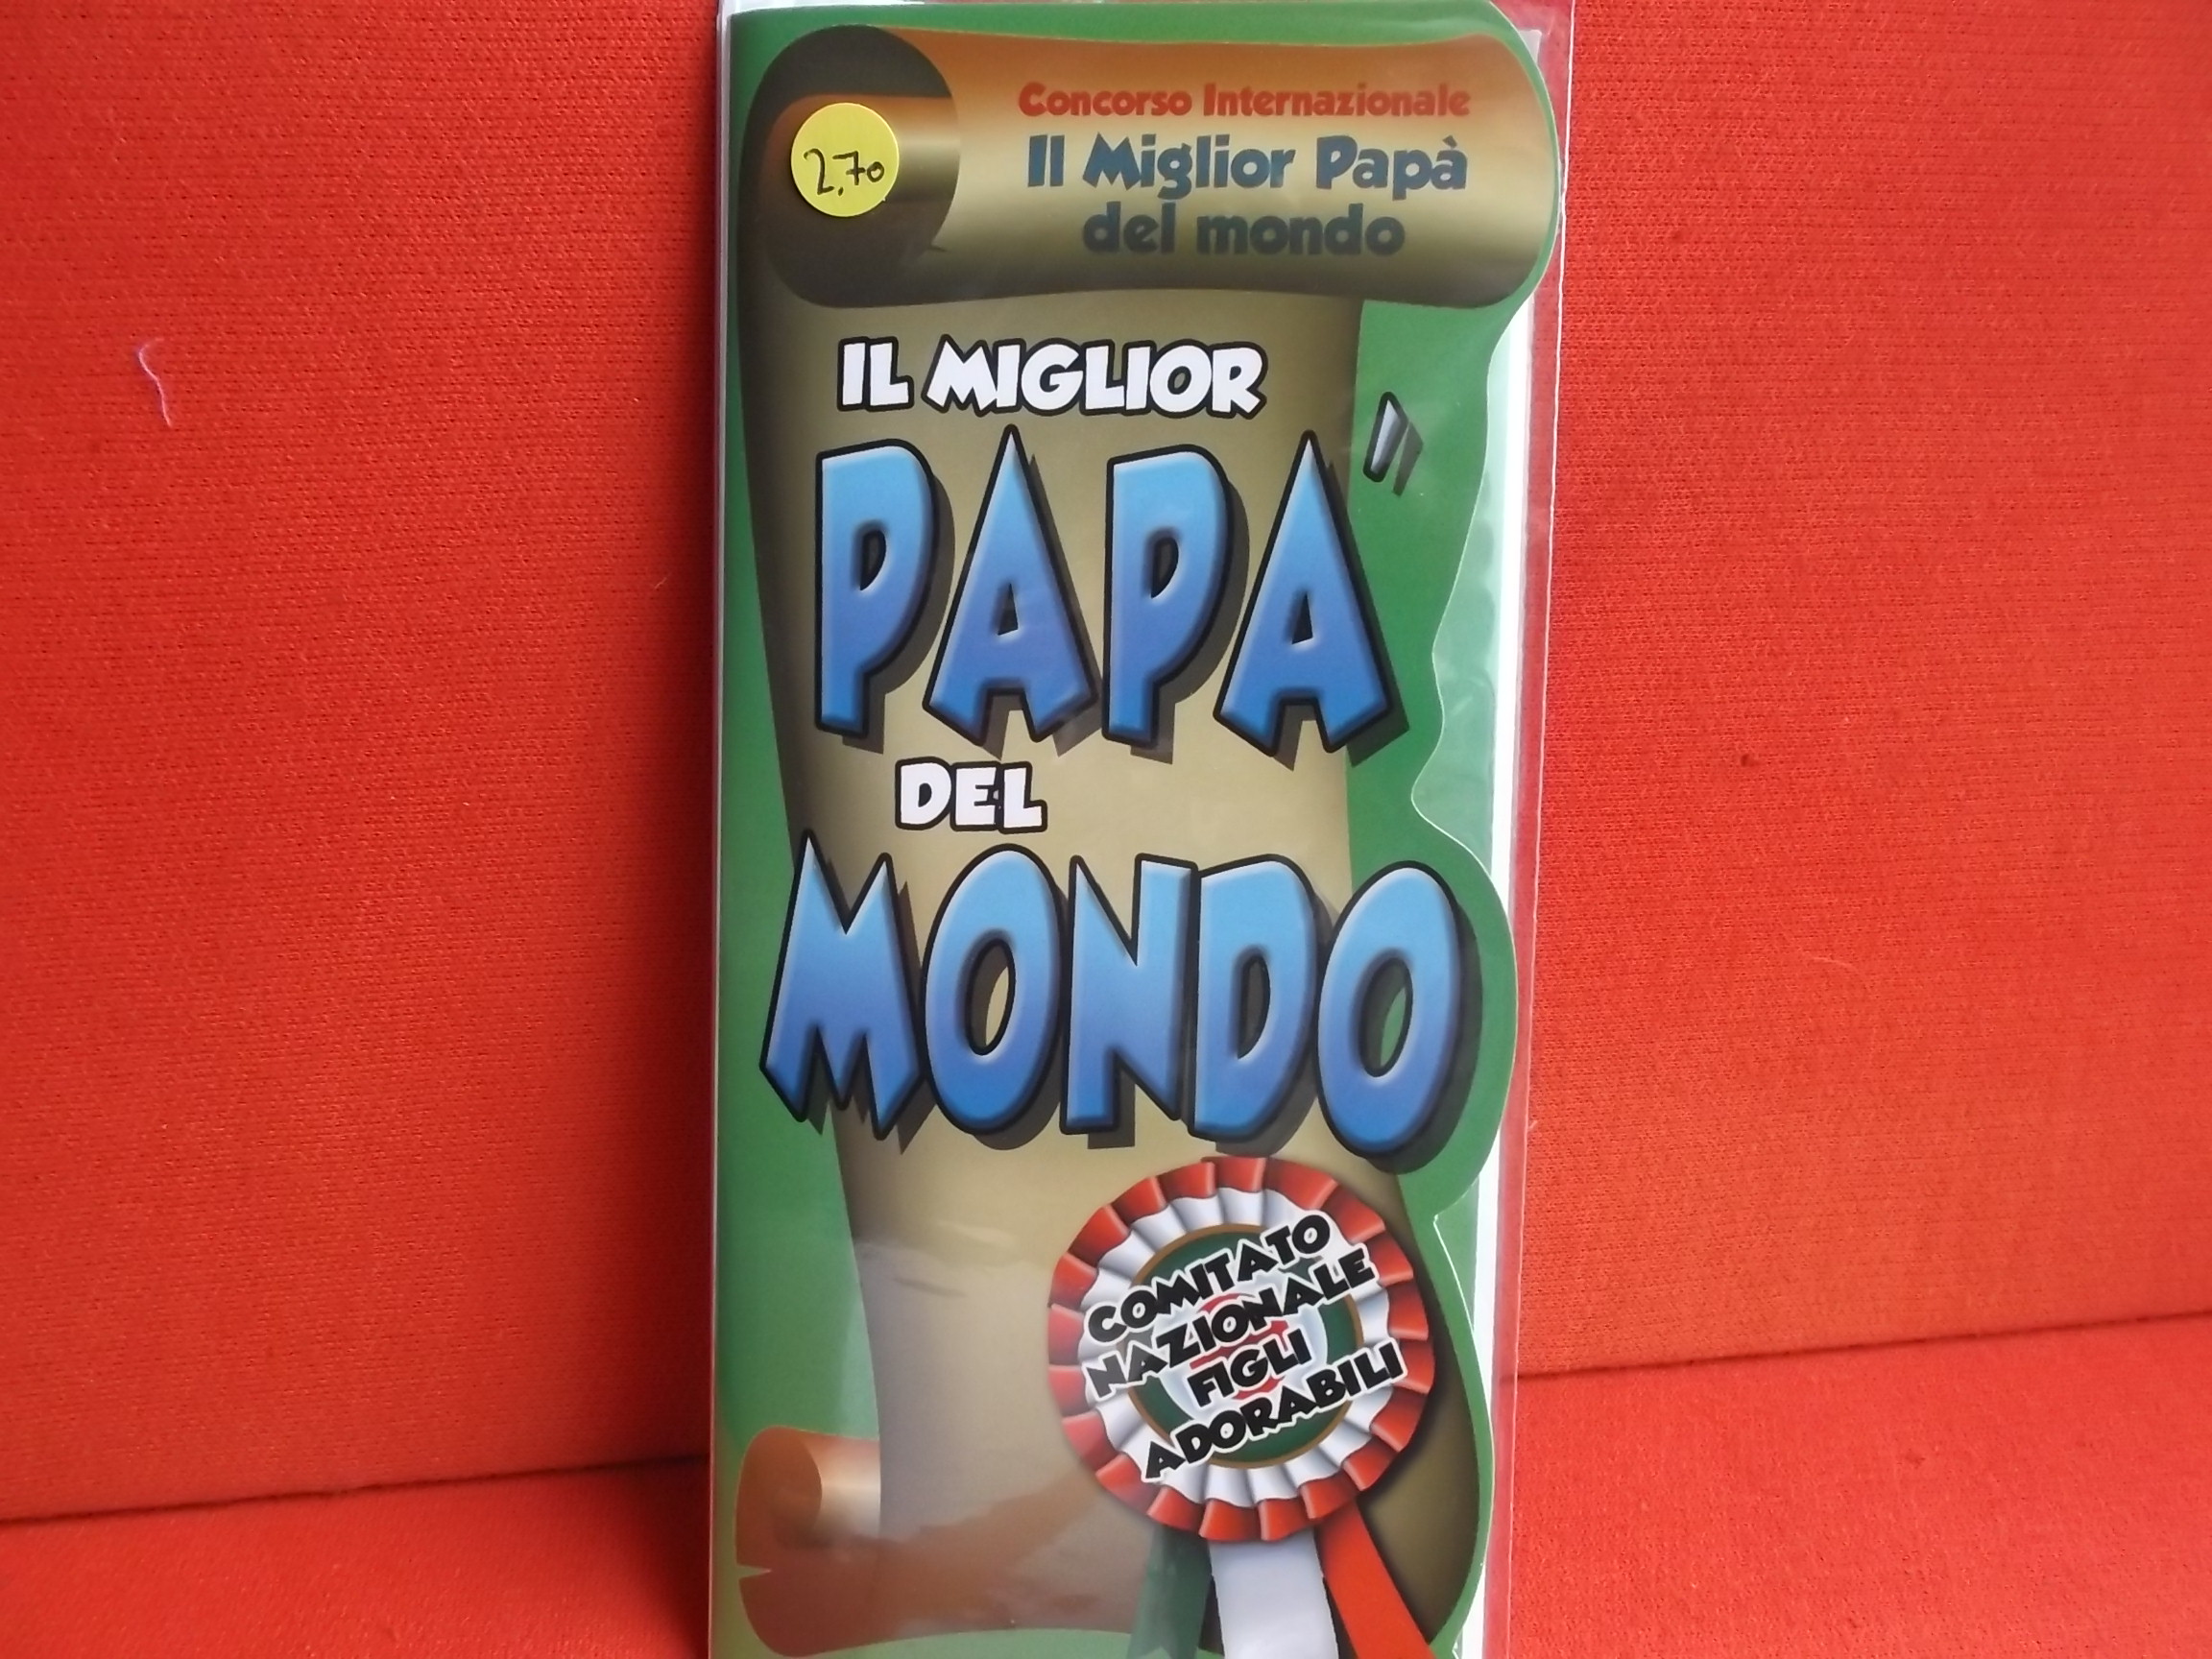 2,70
Concorso Internazionale
Il Miglior Papà
del mondo
IL MIGLIOR
PAPA'
DEL
MONDO
COMITATO
NAZIONALE
FIGLI
ADORABILI